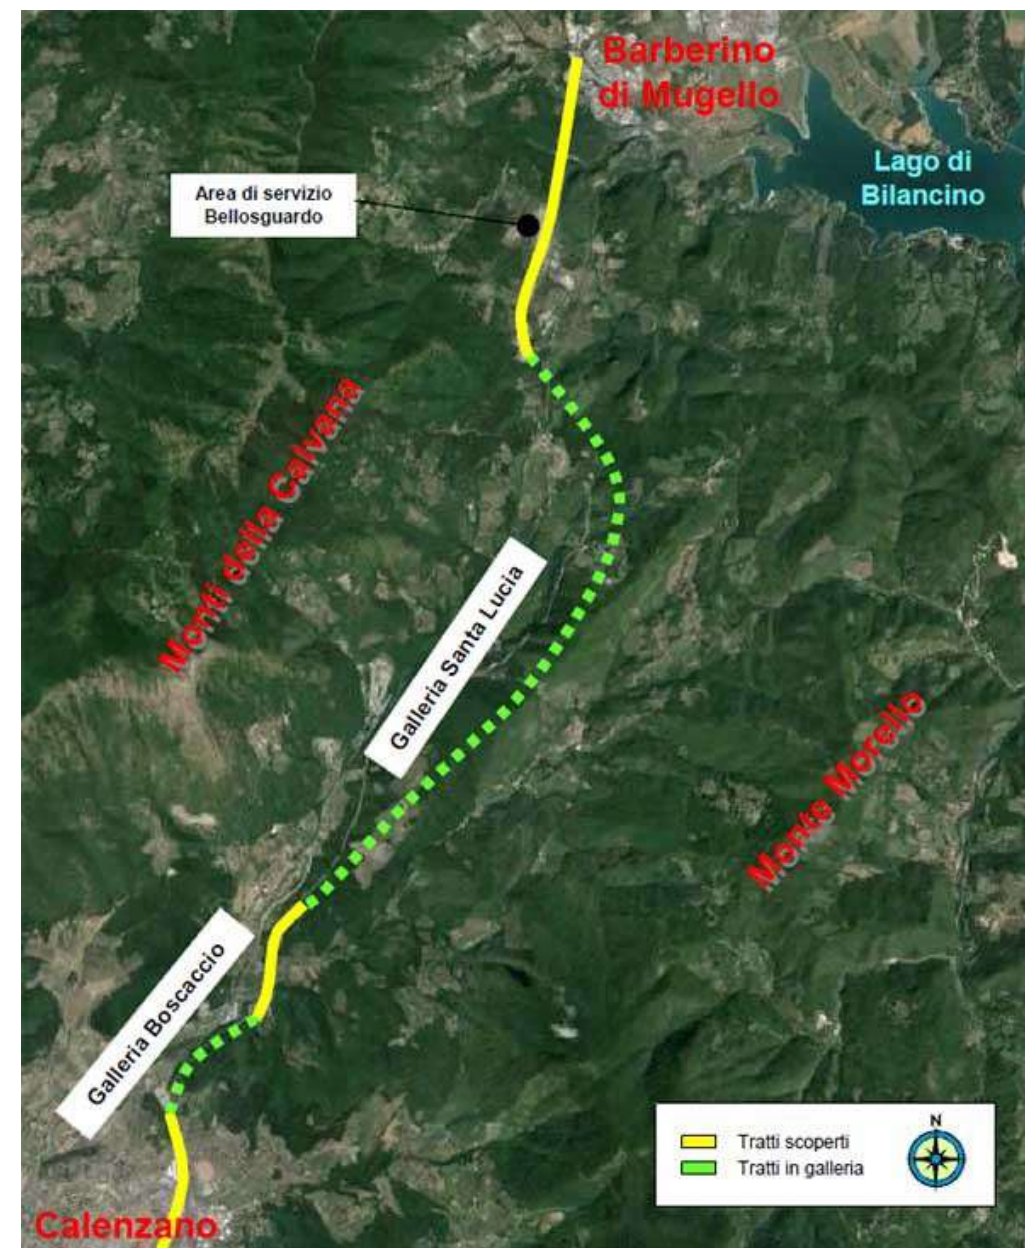 Barberino
di Mugello
Lago di
Bilancino
Area di servizio
Bellosguardo
Monti della Calvana
Galleria Santa Lucia
Monte Morello
Galleria Boscaccio
N
Tratti scoperti
Tratti in galleria
Calenzano